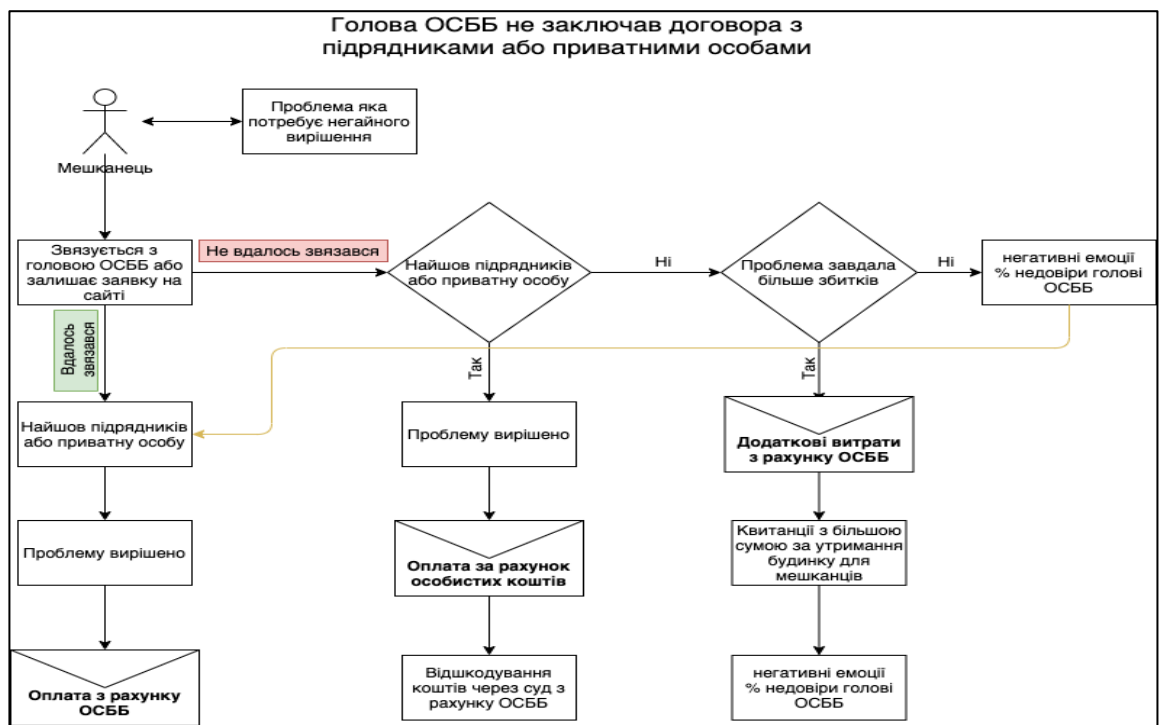 Голова ОСББ не заключав договора з
підрядниками або приватними особами
Проблема яка
потребує негайного
вирішення
Мешканець
Звязується з
головою ОСББ або
залишає заявку на
сайті
Не вдалось звязався
Найшов підрядників
або приватну особу
Ні
Проблема завдала
більше збитків
Ні
негативні емоції
% недовіри голові
ОСББ
Вдалось
звязався
Так
Так
Найшов підрядників
або приватну особу
Проблему вирішено
Додаткові витрати
з рахунку ОСББ
Проблему вирішено
Оплата за рахунок
особистих коштів
Квитанції з більшою
сумою за утримання
будинку для
мешканців
Оплата з рахунку
ОСББ
Відшкодування
коштів через суд з
рахунку ОСББ
негативні емоції
% недовіри голові
ОСББ